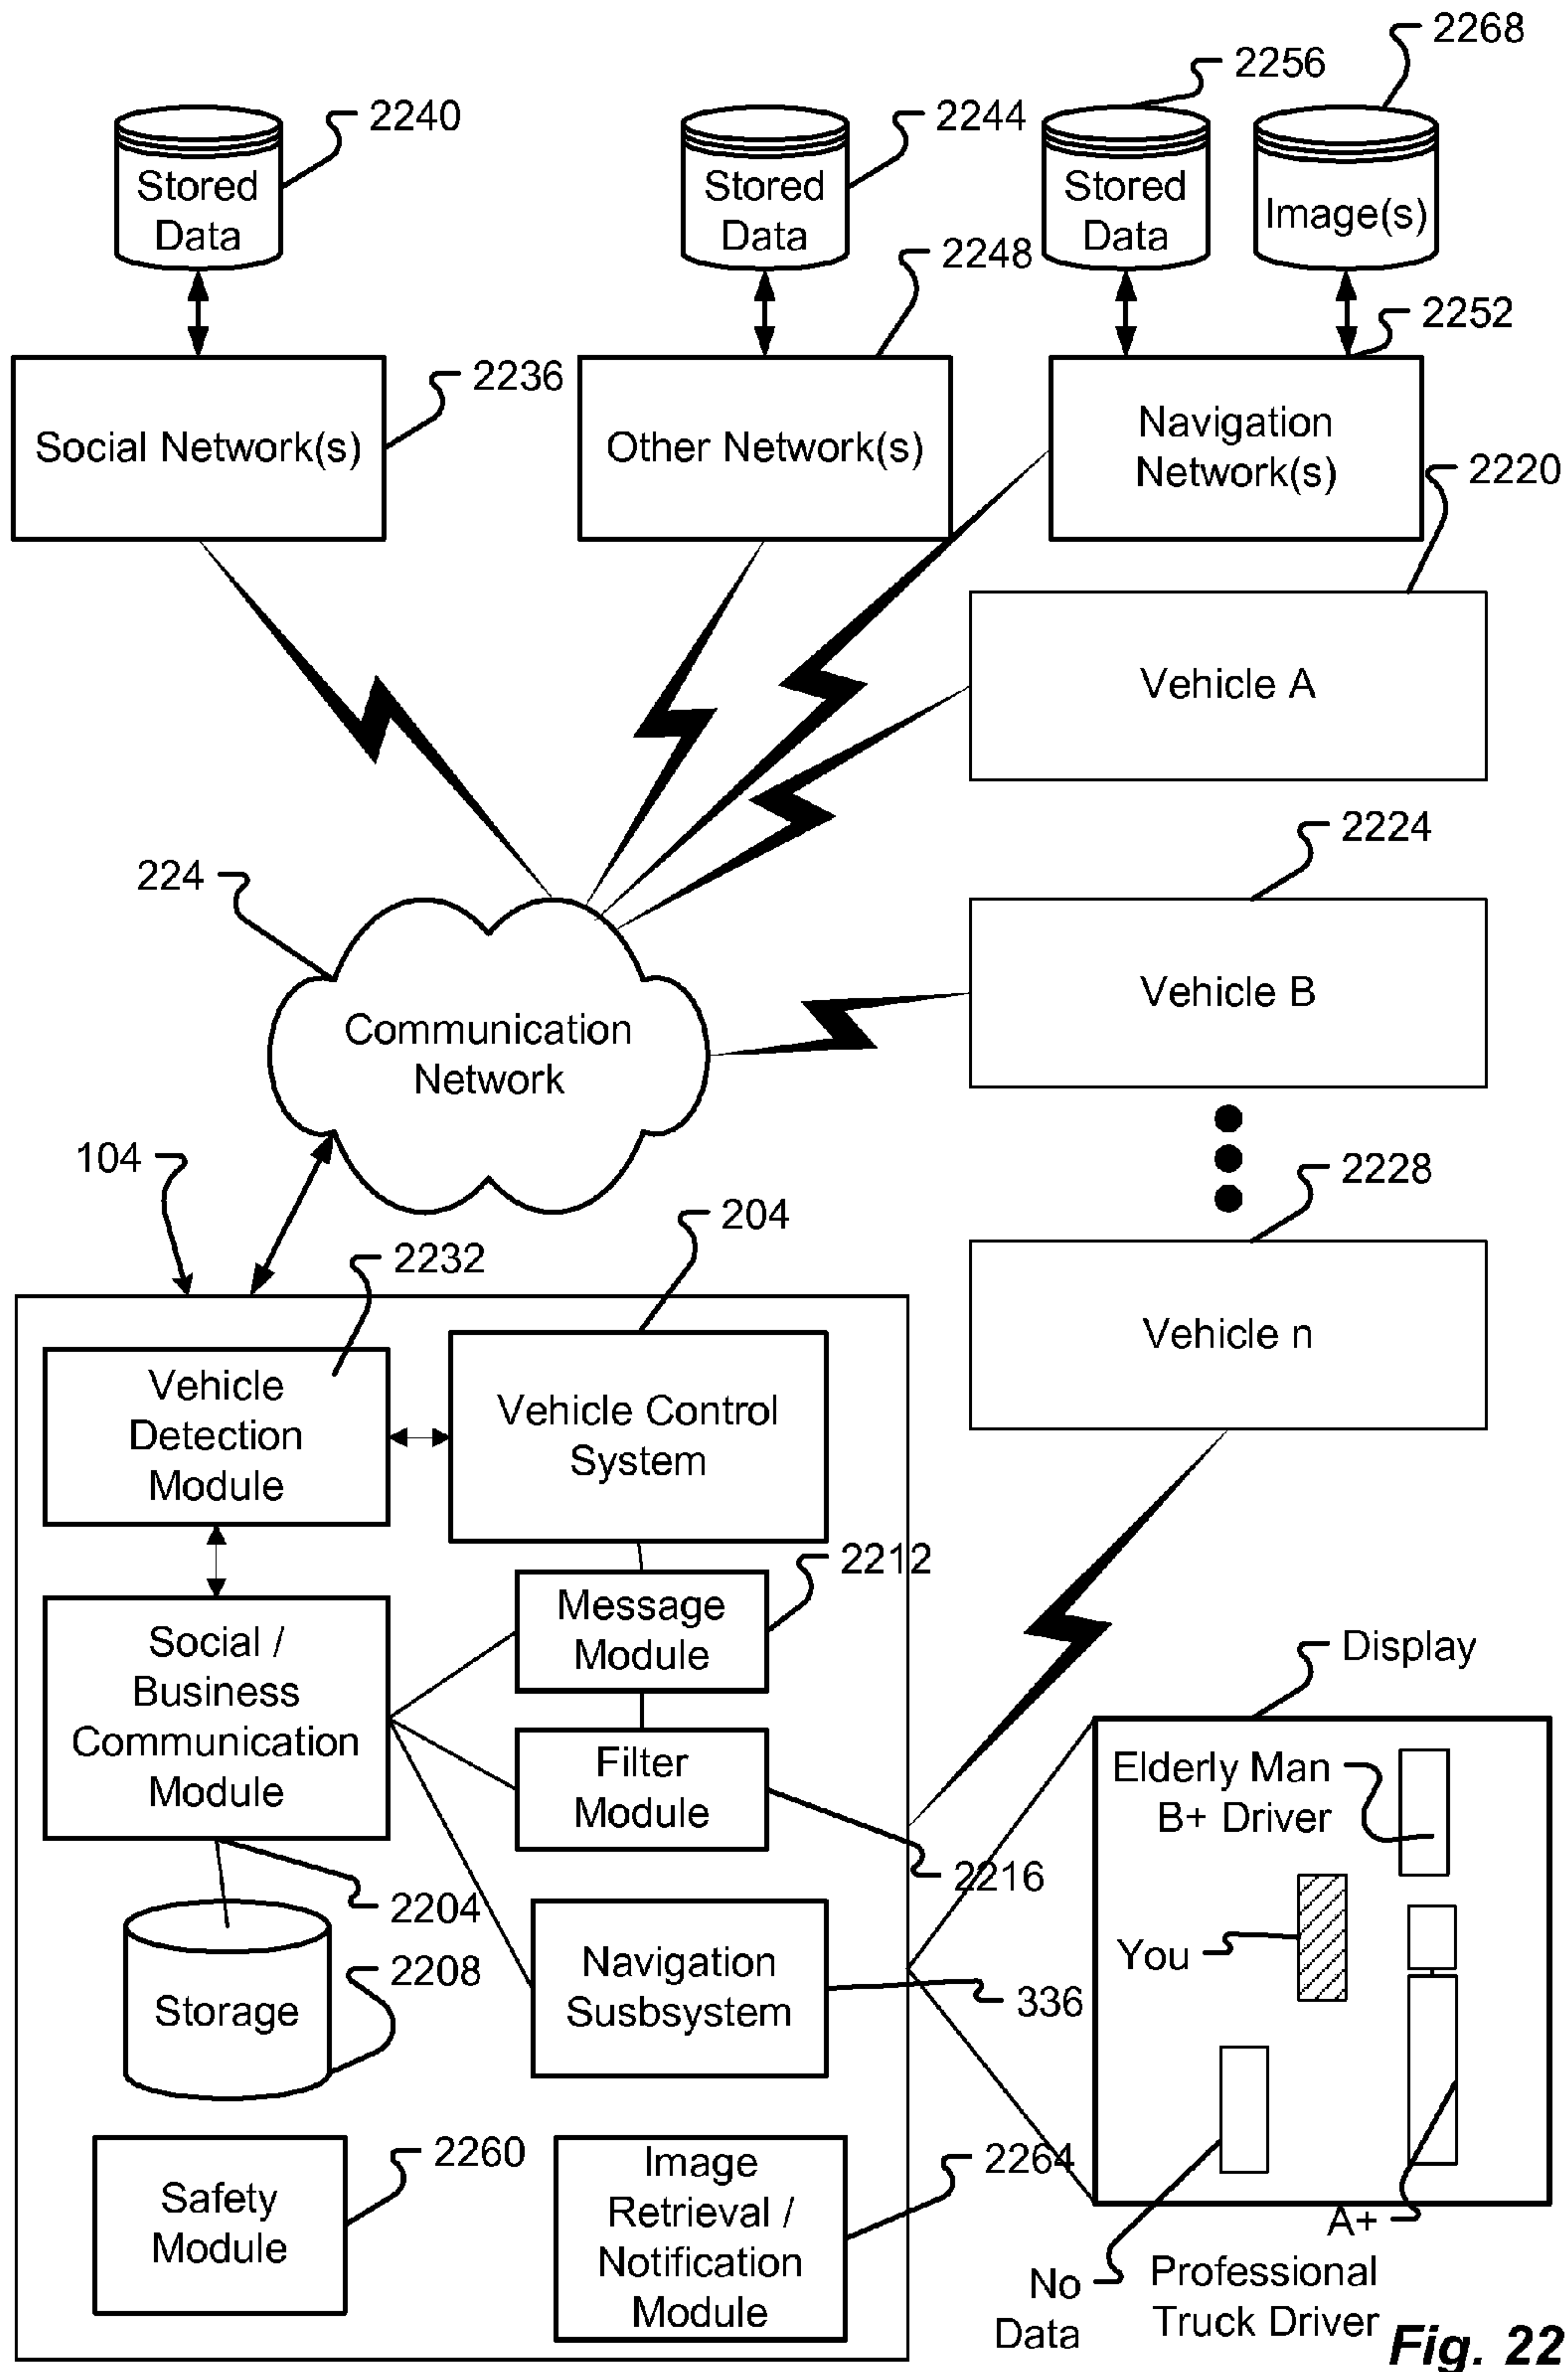 2268
2256
2240
2244
Stored
Data
Stored
Data
Stored
Data
Image(s)
2248
2252
2236
Social Network(s)
Other Network(s)
Navigation
Network(s)
2220
Vehicle A
2224
224
Vehicle B
Communication
Network
104
2228
204
2232
Vehicle n
Vehicle
Detection
Module
Vehicle Control
System
2212
Message
Module
Social /
Business
Communication
Module
Display
Filter
Module
Elderly Man
B+ Driver
2216
2204
You
2208
Navigation
Susbsystem
Storage
336
2260
2264
Safety
Module
Image
Retrieval /
Notification
Module
A+
Professional
Truck Driver
No
Data
Fig. 22